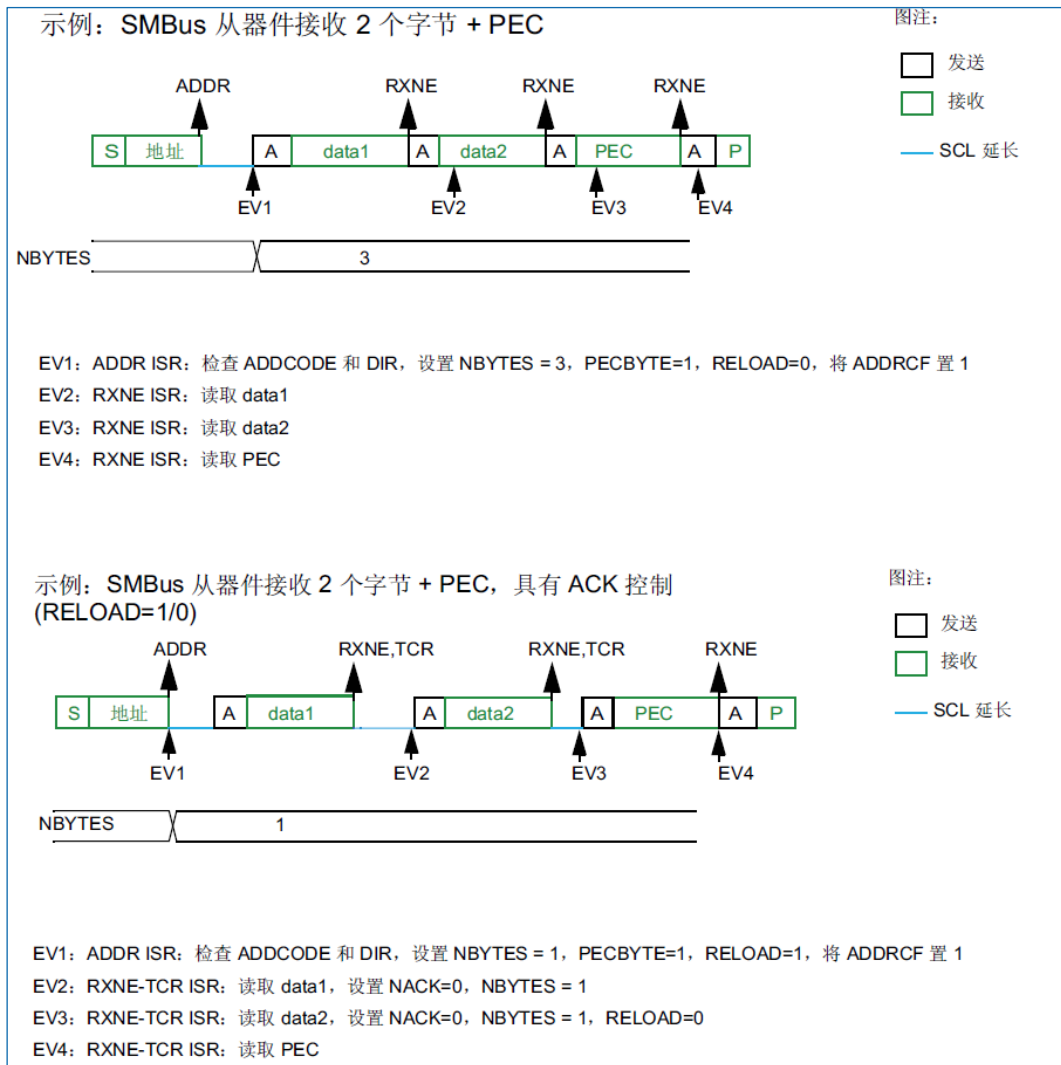 示例：SMBus 从器件接收 2 个字节 + PEC
图注：
发送
接收
SCL 延长
ADDR RXNE RXNE RXNE
S 地址 A data1 A data2 A PEC A P
EV1 EV2 EV3 EV4
NBYTES 3
EV1：ADDR ISR：检查 ADDCODE 和 DIR，设置 NBYTES = 3，PECBYTE=1，RELOAD=0，将 ADDRCF 置 1
EV2：RXNE ISR：读取 data1
EV3：RXNE ISR：读取 data2
EV4：RXNE ISR：读取 PEC
示例：SMBus 从器件接收 2 个字节 + PEC，具有 ACK 控制
(RELOAD=1/0)
图注：
发送
接收
SCL 延长
ADDR RXNE,TCR RXNE,TCR RXNE
S 地址 A data1 A data2 A PEC A P
EV1 EV2 EV3 EV4
NBYTES 1
EV1：ADDR ISR：检查 ADDCODE 和 DIR，设置 NBYTES = 1，PECBYTE=1，RELOAD=1，将 ADDRCF 置 1
EV2：RXNE-TCR ISR：读取 data1，设置 NACK=0，NBYTES = 1
EV3：RXNE-TCR ISR：读取 data2，设置 NACK=0，NBYTES = 1，RELOAD=0
EV4：RXNE-TCR ISR：读取 PEC